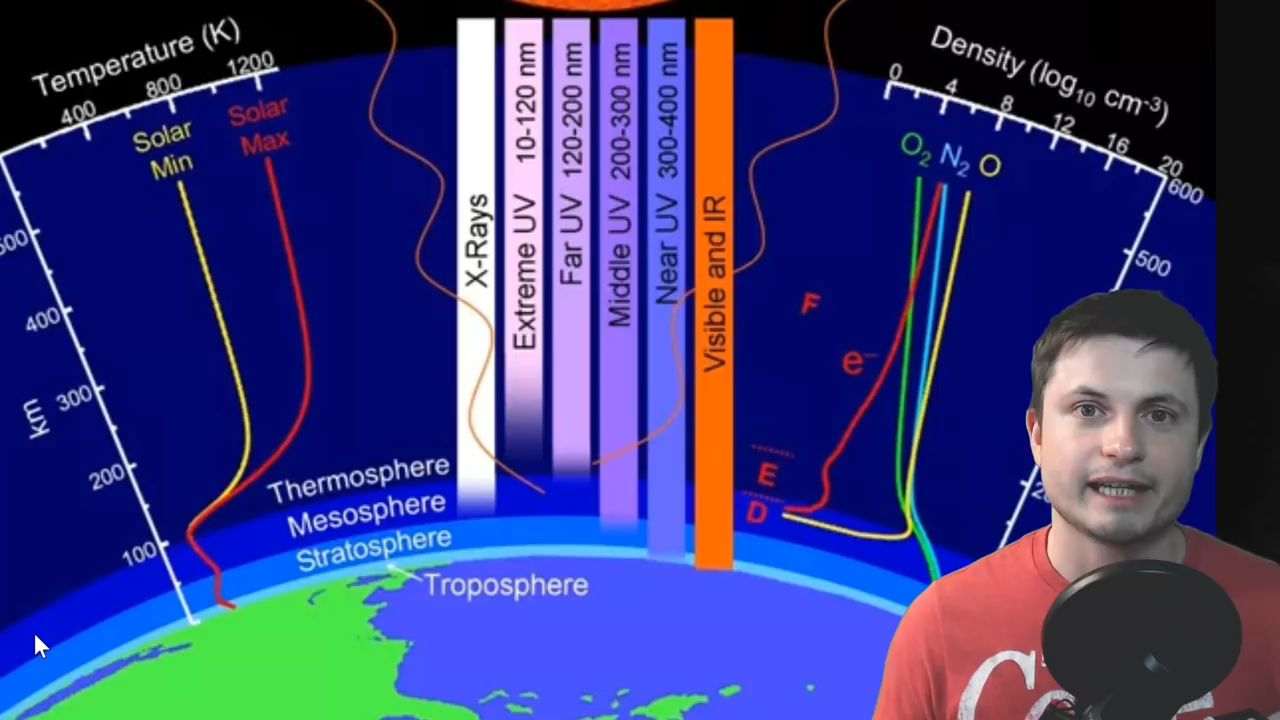 Temperature (K)
400
800
1200
Solar
Min
Solar
Max
500
400
300
200
100
km
Thermosphere
Mesosphere
Stratosphere
Troposphere
X-Rays
Extreme UV 10-120 nm
Far UV 120-200 nm
Middle UV 200-300 nm
Near UV 300-400 nm
Visible and IR
Density (log10 cm-3)
0
4
8
12
16
20
O2
N2
O
F
e−
E
D
600
500